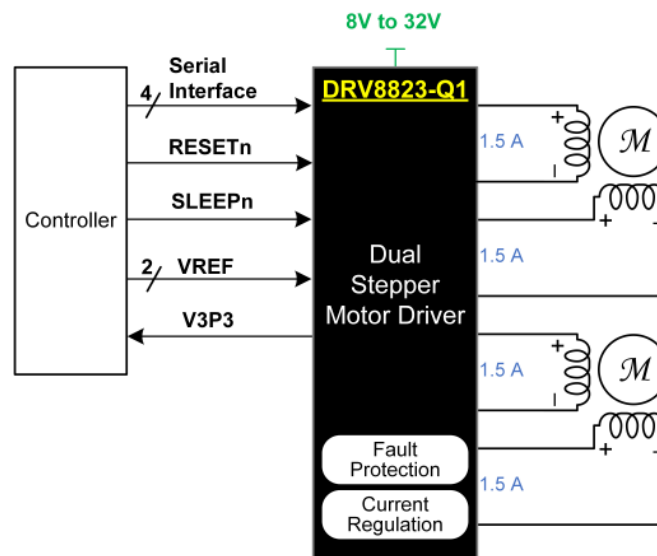 8V to 32V
Controller
4
Serial
Interface
RESETn
SLEEPn
2
VREF
V3P3
DRV8823-Q1
Dual
Stepper
Motor Driver
Fault
Protection
Current
Regulation
1.5 A
+
–
M
+
-
1.5 A
1.5 A
+
–
M
+
-
1.5 A